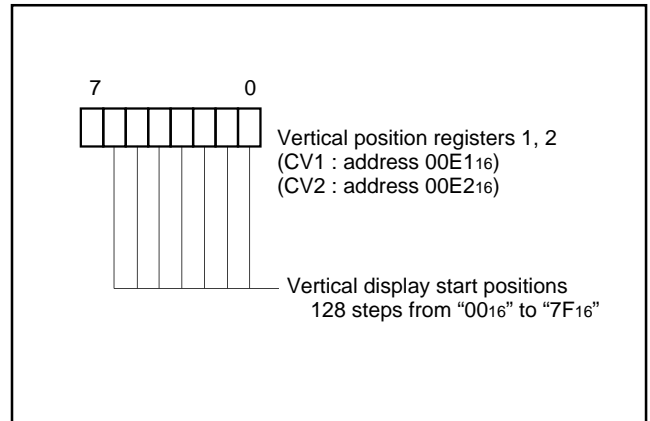 7 0
Vertical position registers 1, 2
(CV1 : address 00E1₁₆)
(CV2 : address 00E2₁₆)
Vertical display start positions
128 steps from “00₁₆” to “7F₁₆”